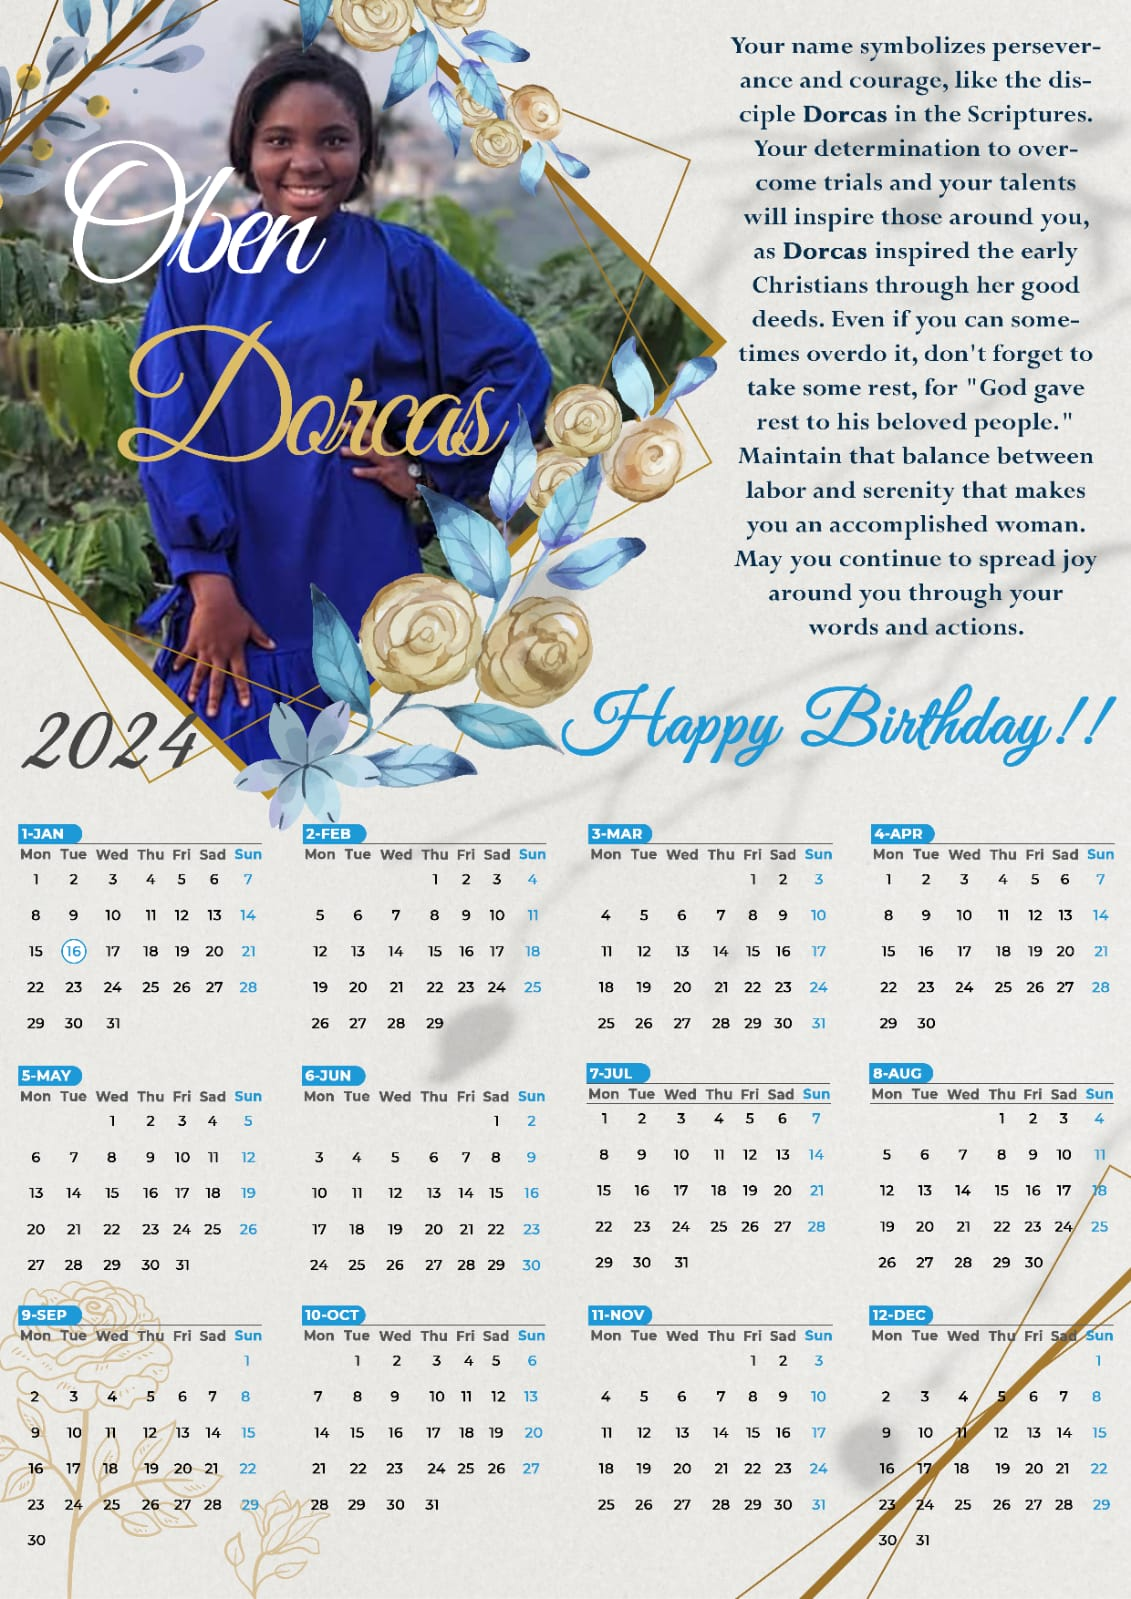 Your name symbolizes persever-
ance and courage, like the dis-
ciple Dorcas in the Scriptures.
Your determination to over-
come trials and your talents
will inspire those around you,
as Dorcas inspired the early
Christians through her good
deeds. Even if you can some-
times overdo it, don't forget to
take some rest, for "God gave
rest to his beloved people."
Maintain that balance between
labor and serenity that makes
you an accomplished woman.
May you continue to spread joy
around you through your
words and actions.
Oben
Dorcas
2024
Happy Birthday!!
1-JAN
Mon Tue Wed Thu Fri Sad Sun
1 2 3 4 5 6 7
8 9 10 11 12 13 14
15 16 17 18 19 20 21
22 23 24 25 26 27 28
29 30 31
2-FEB
Mon Tue Wed Thu Fri Sad Sun
1 2 3 4
5 6 7 8 9 10 11
12 13 14 15 16 17 18
19 20 21 22 23 24 25
26 27 28 29
3-MAR
Mon Tue Wed Thu Fri Sad Sun
1 2 3
4 5 6 7 8 9 10
11 12 13 14 15 16 17
18 19 20 21 22 23 24
25 26 27 28 29 30 31
4-APR
Mon Tue Wed Thu Fri Sad Sun
1 2 3 4 5 6 7
8 9 10 11 12 13 14
15 16 17 18 19 20 21
22 23 24 25 26 27 28
29 30
5-MAY
Mon Tue Wed Thu Fri Sad Sun
1 2 3 4 5
6 7 8 9 10 11 12
13 14 15 16 17 18 19
20 21 22 23 24 25 26
27 28 29 30 31
6-JUN
Mon Tue Wed Thu Fri Sad Sun
1 2
3 4 5 6 7 8 9
10 11 12 13 14 15 16
17 18 19 20 21 22 23
24 25 26 27 28 29 30
7-JUL
Mon Tue Wed Thu Fri Sad Sun
1 2 3 4 5 6 7
8 9 10 11 12 13 14
15 16 17 18 19 20 21
22 23 24 25 26 27 28
29 30 31
8-AUG
Mon Tue Wed Thu Fri Sad Sun
1 2 3 4
5 6 7 8 9 10 11
12 13 14 15 16 17 18
19 20 21 22 23 24 25
26 27 28 29 30
9-SEP
Mon Tue Wed Thu Fri Sad Sun
1
2 3 4 5 6 7 8
9 10 11 12 13 14 15
16 17 18 19 20 21 22
23 24 25 26 27 28 29
30
10-OCT
Mon Tue Wed Thu Fri Sad Sun
1 2 3 4 5 6
7 8 9 10 11 12 13
14 15 16 17 18 19 20
21 22 23 24 25 26 27
28 29 30 31
11-NOV
Mon Tue Wed Thu Fri Sad Sun
1 2 3
4 5 6 7 8 9 10
11 12 13 14 15 16 17
18 19 20 21 22 23 24
25 26 27 28 29 30 31
12-DEC
Mon Tue Wed Thu Fri Sad Sun
1
2 3 4 5 6 7 8
9 10 11 12 13 14 15
16 17 18 19 20 21 22
23 24 25 26 27 28 29
30 31